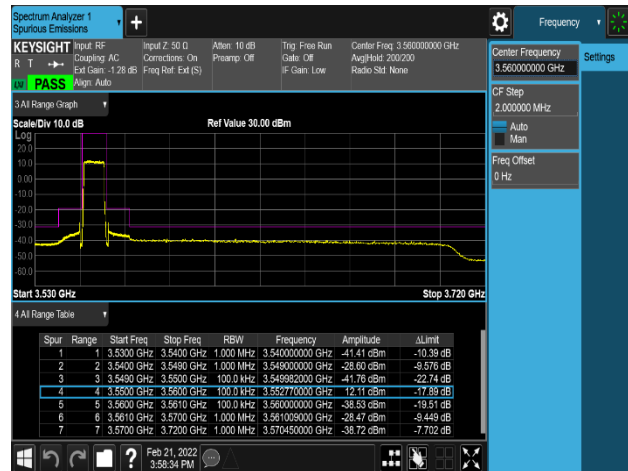 Spectrum Analyzer 1
Spurious Emissions
Frequency
KEYSIGHT
Input: RF
Coupling: AC
Ext Gain: -1.28 dB
Align: Auto
Input Z: 50 Ω
Corrections: On
Freq Ref: Ext (S)
Atten: 10 dB
Preamp: Off
Trig: Free Run
Gate: Off
IF Gain: Low
Center Freq: 3.560000000 GHz
Avg|Hold: 200/200
Radio Std: None
R T
LXI
PASS
Center Frequency
3.560000000 GHz
Settings
CF Step
2.000000 MHz
Auto
Man
Freq Offset
0 Hz
3 All Range Graph
Scale/Div 10.0 dB
Ref Value 30.00 dBm
Log
20.0
10.0
0.00
-10.0
-20.0
-30.0
-40.0
-50.0
-60.0
Start 3.530 GHz
Stop 3.720 GHz
4 All Range Table
Spur Range Start Freq Stop Freq RBW Frequency Amplitude ΔLimit
1 1 3.5300 GHz 3.5400 GHz 1.000 MHz 3.540000000 GHz -41.41 dBm -10.39 dB
2 2 3.5400 GHz 3.5490 GHz 1.000 MHz 3.549000000 GHz -28.60 dBm -9.576 dB
3 3 3.5490 GHz 3.5500 GHz 100.0 kHz 3.549982000 GHz -41.76 dBm -22.74 dB
4 4 3.5500 GHz 3.5600 GHz 100.0 kHz 3.552770000 GHz 12.11 dBm -17.89 dB
5 5 3.5600 GHz 3.5610 GHz 100.0 kHz 3.560000000 GHz -38.53 dBm -19.51 dB
6 6 3.5610 GHz 3.5700 GHz 1.000 MHz 3.561009000 GHz -28.47 dBm -9.449 dB
7 7 3.5700 GHz 3.7200 GHz 1.000 MHz 3.570450000 GHz -38.72 dBm -7.702 dB
Feb 21, 2022
3:58:34 PM